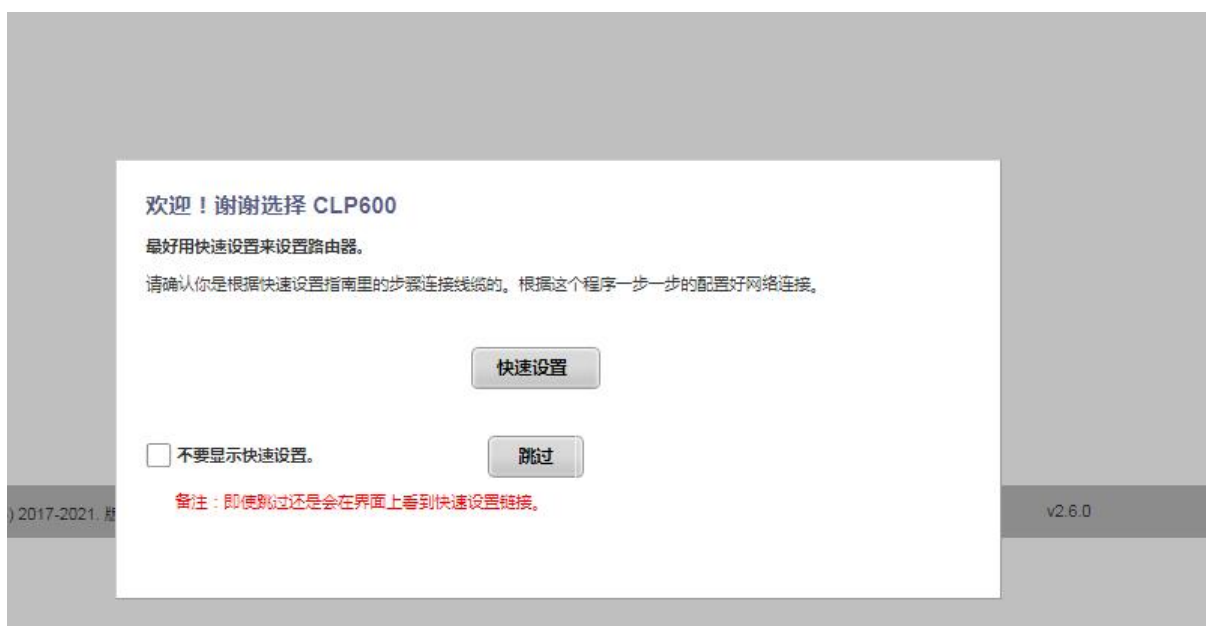 欢迎！谢谢选择 CLP600
最好用快速设置来设置路由器。
请确认你是根据快速设置指南里的步骤连接线缆的。根据这个程序一步一步的配置好网络连接。
快速设置
不要显示快速设置。
跳过
备注：即使跳过还是会在界面上看到快速设置链接。
) 2017-2021.
v2.6.0